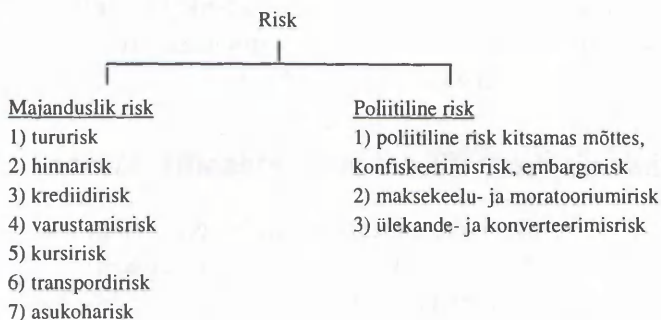 Risk
Majanduslik risk
1) tururisk
2) hinnarisk
3) krediidirisk
4) varustamisrisk
5) kursirisk
6) transpordirisk
7) asukoharisk
Poliitiline risk
1) poliitiline risk kitsamas mõttes,
konfiskeerimisrisk, embargorisk
2) maksekeelu- ja moratooriumirisk
3) ülekande- ja konverteerimisrisk